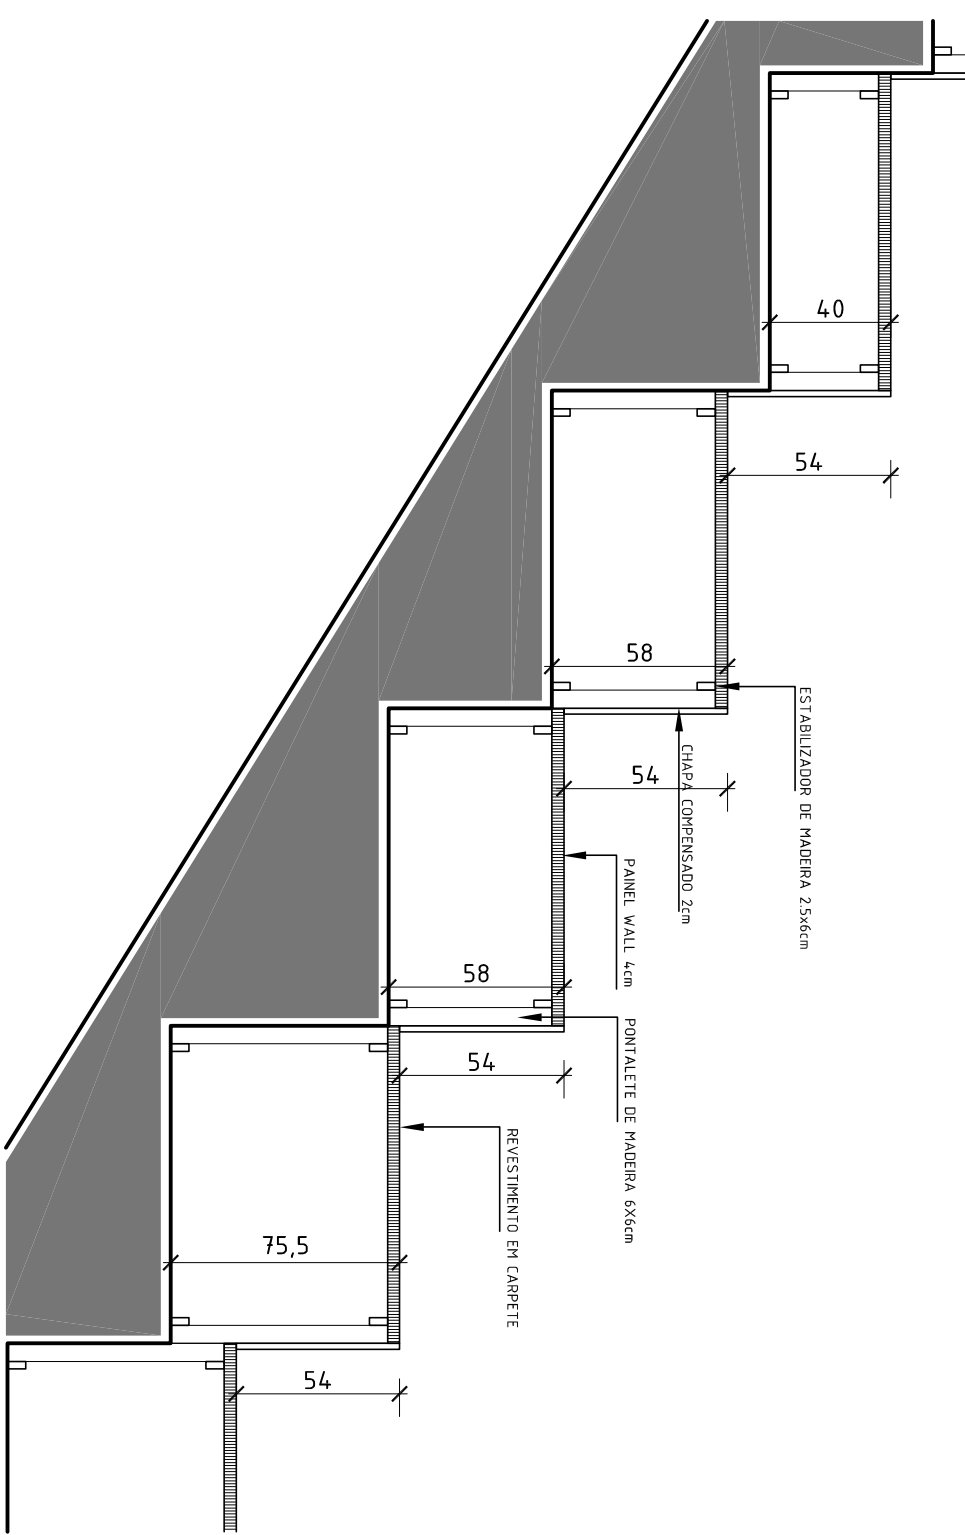 40
54
58
ESTABILIZADOR DE MADEIRA 2.5x6cm
CHAPA COMPENSADO 2cm
54
PAINEL WALL 4cm
58
PONTALETE DE MADEIRA 6X6cm
54
REVESTIMENTO EM CARPETE
75,5
54